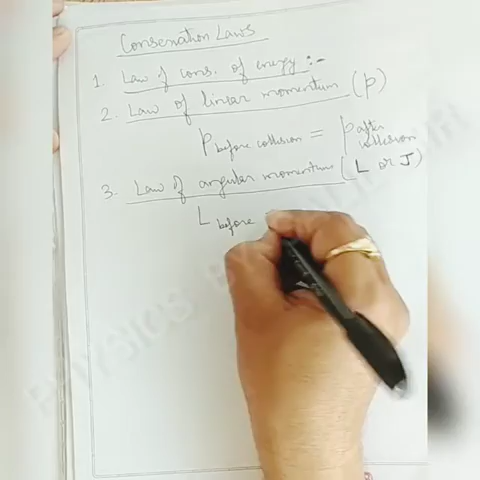 Conservation Laws
1. Law of cons. of energy :-
2. Law of linear momentum (p)
P before collision = p after collision
3. Law of angular momentum (L or J)
L before